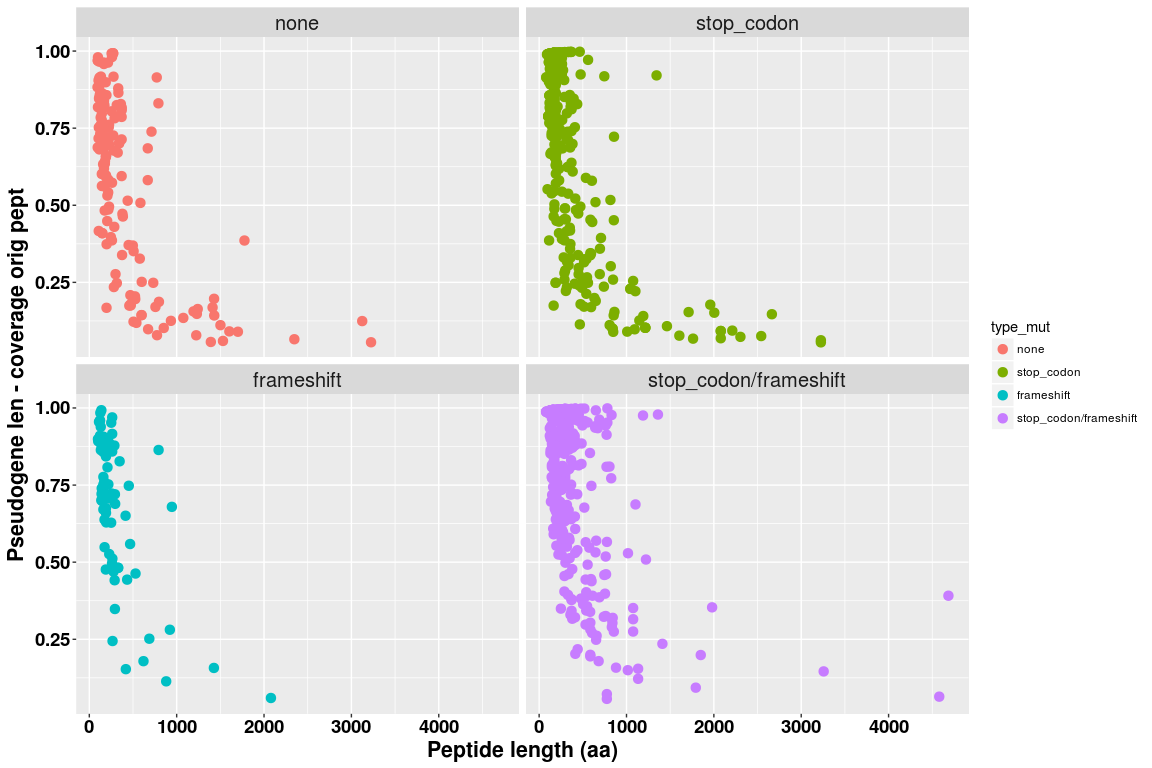 none
stop_codon
1.00
0.75
0.50
0.25
frameshift
stop_codon/frameshift
1.00
0.75
0.50
0.25
0
1000
2000
3000
4000
0
1000
2000
3000
4000
Peptide length (aa)
Pseudogene len - coverage orig pept
type_mut
none
stop_codon
frameshift
stop_codon/frameshift